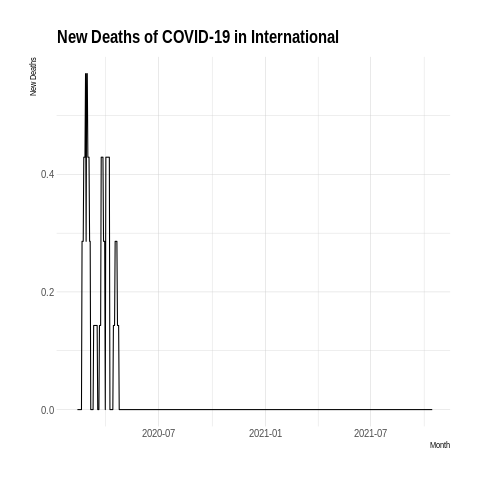 New Deaths of COVID-19 in International
New Deaths
0.4
0.2
0.0
2020-07 2021-01 2021-07
Month